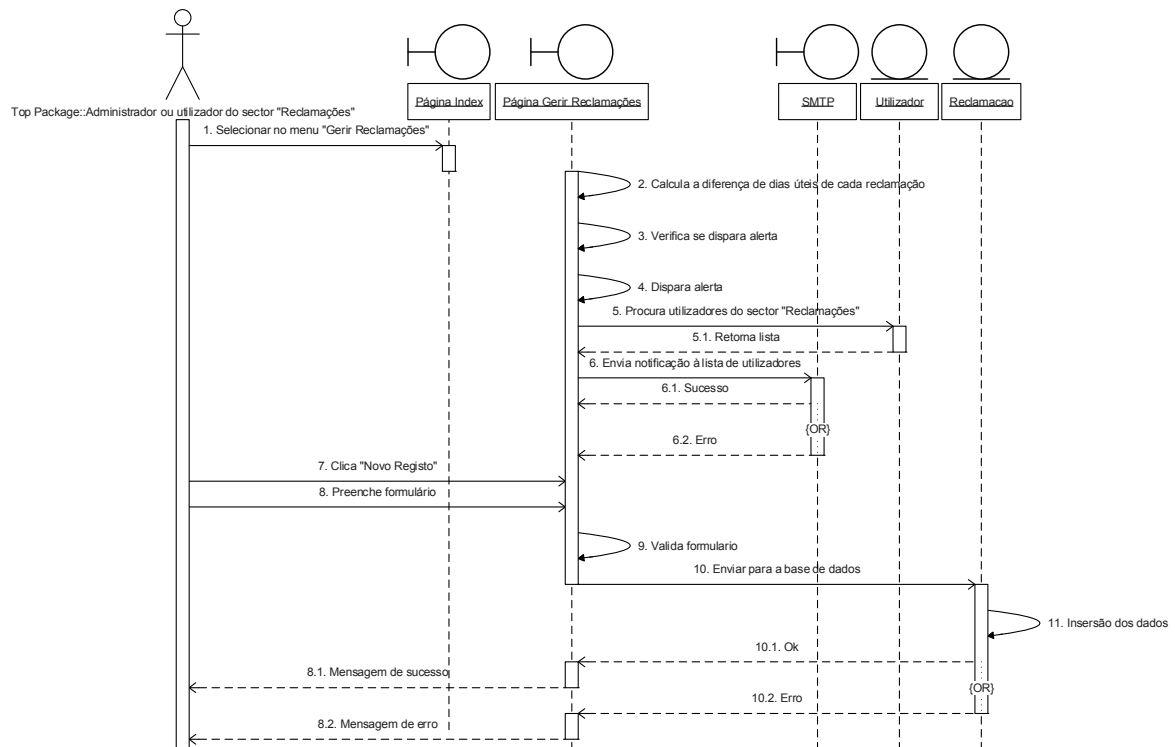 Top Package::Administrador ou utilizador do sector "Reclamações"
Página Index
Página Gerir Reclamações
SMTP
Utilizador
Reclamacao
1. Selecionar no menu "Gerir Reclamações"
2. Calcula a diferença de dias úteis de cada reclamação
3. Verifica se dispara alerta
4. Dispara alerta
5. Procura utilizadores do sector "Reclamações"
5.1. Retorna lista
6. Envia notificação à lista de utilizadores
6.1. Sucesso
{OR}
6.2. Erro
7. Clica "Novo Registo"
8. Preenche formulário
9. Valida formulario
10. Enviar para a base de dados
11. Insersão dos dados
10.1. Ok
8.1. Mensagem de sucesso
{OR}
10.2. Erro
8.2. Mensagem de erro